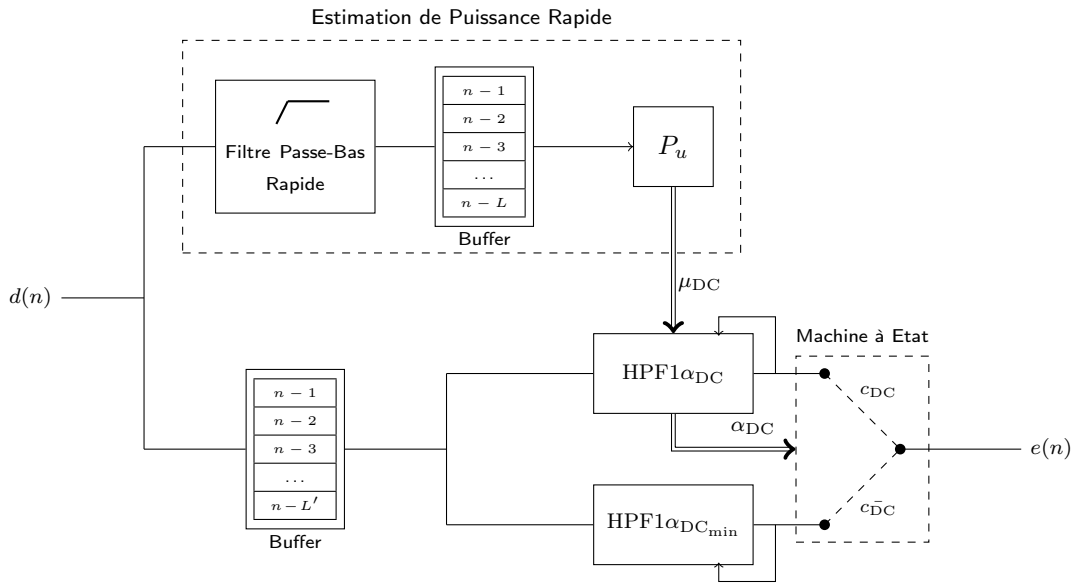 Estimation de Puissance Rapide
Filtre Passe-Bas
Rapide
n − 1
n − 2
n − 3
...
n − L
Buffer
P_u
d(n)
μ_DC
n − 1
n − 2
n − 3
...
n − L′
Buffer
HPF1α_DC
α_DC
HPF1α_DC_min
Machine à Etat
c_DC
c_D̄C̄
e(n)